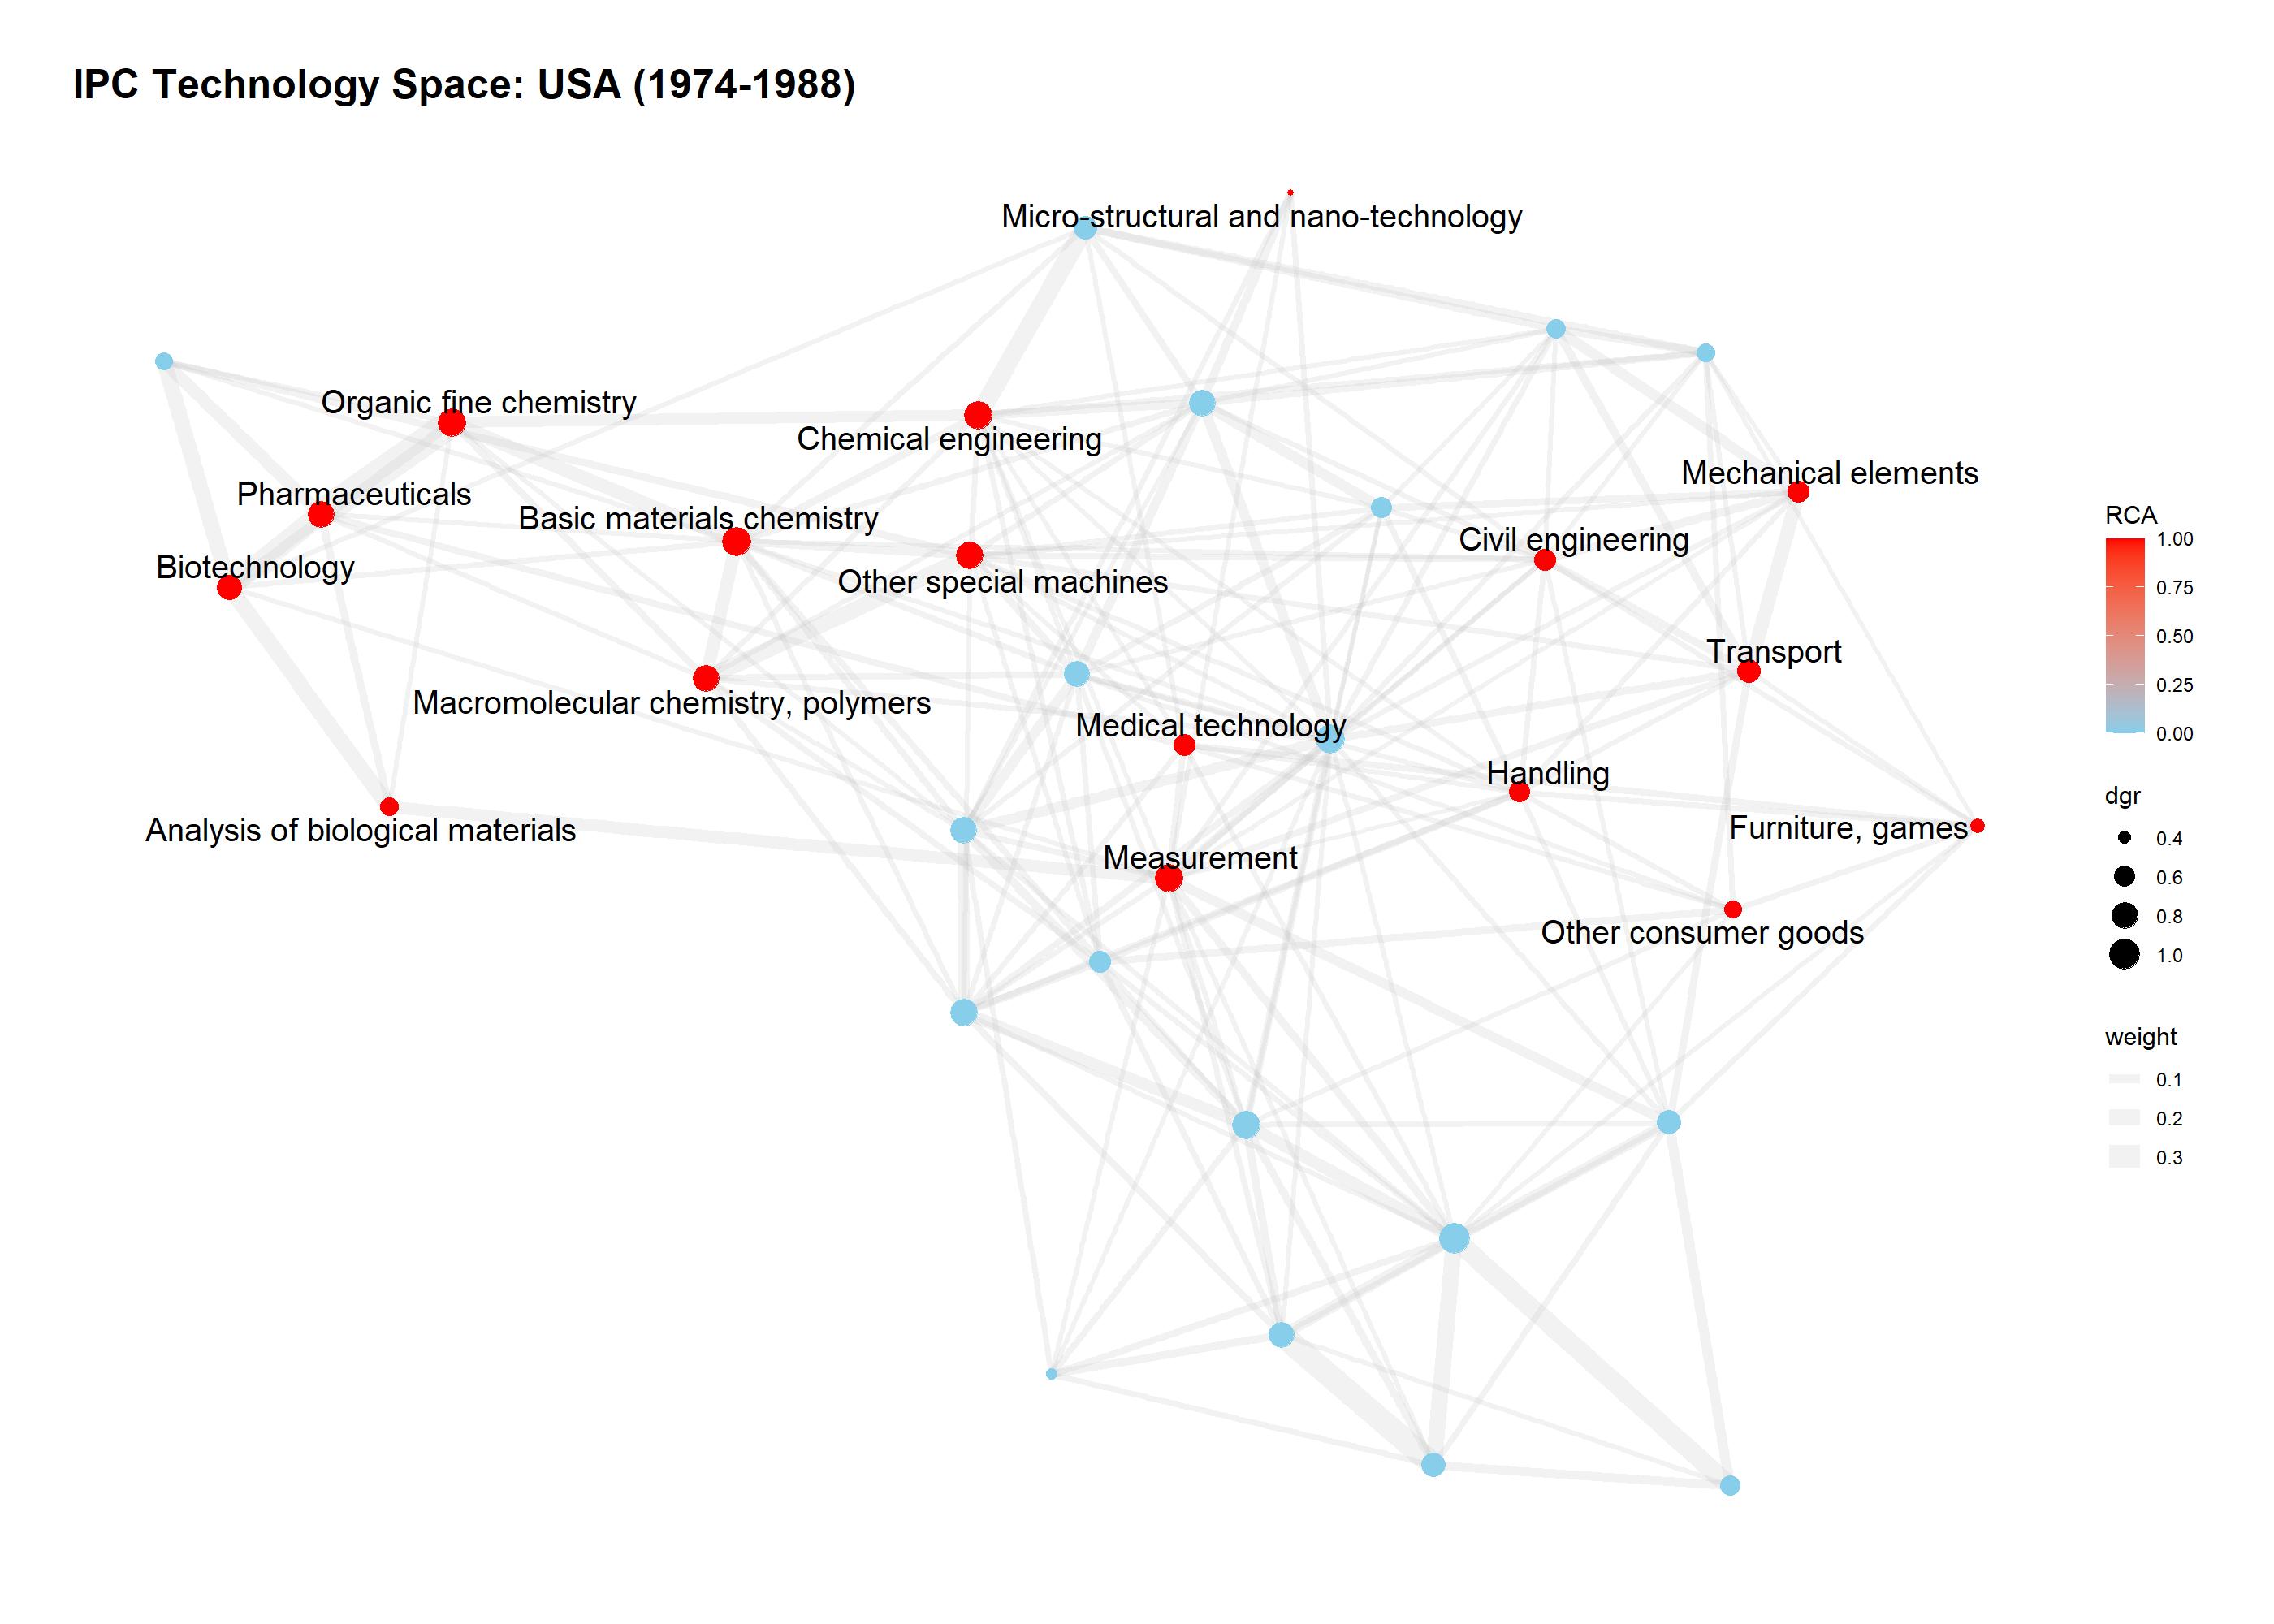 IPC Technology Space: USA (1974-1988)
Micro-structural and nano-technology
Organic fine chemistry
Chemical engineering
Mechanical elements
Pharmaceuticals
Basic materials chemistry
Civil engineering
Biotechnology
Other special machines
Transport
Macromolecular chemistry, polymers
Medical technology
Handling
Analysis of biological materials
Furniture, games
Measurement
Other consumer goods
RCA
1.00
0.75
0.50
0.25
0.00
dgr
0.4
0.6
0.8
1.0
weight
0.1
0.2
0.3